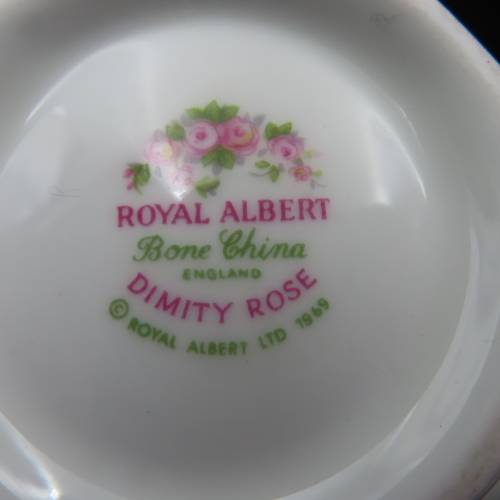 ROYAL ALBERT
Bone China
ENGLAND
DIMITY ROSE
© ROYAL ALBERT LTD 1969